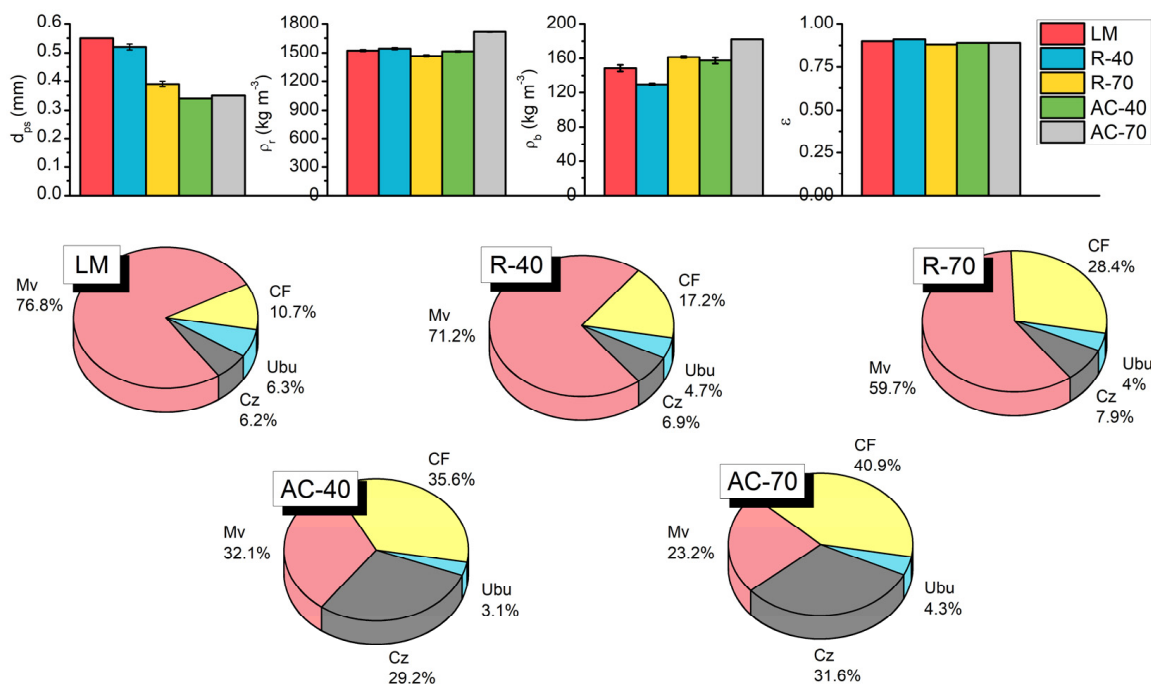 0.6
0.5
0.4
0.3
0.2
0.1
0.0
d_ps (mm)
1800
1500
1200
900
600
300
0
ρ_r (kg m⁻³)
200
160
120
80
40
0
ρ_b (kg m⁻³)
1.00
0.75
0.50
0.25
0.00
ε
LM
R-40
R-70
AC-40
AC-70
LM
Mv
76.8%
CF
10.7%
Ubu
6.3%
Cz
6.2%
R-40
Mv
71.2%
CF
17.2%
Ubu
4.7%
Cz
6.9%
R-70
Mv
59.7%
CF
28.4%
Ubu
4%
Cz
7.9%
AC-40
Mv
32.1%
CF
35.6%
Ubu
3.1%
Cz
29.2%
AC-70
Mv
23.2%
CF
40.9%
Ubu
4.3%
Cz
31.6%